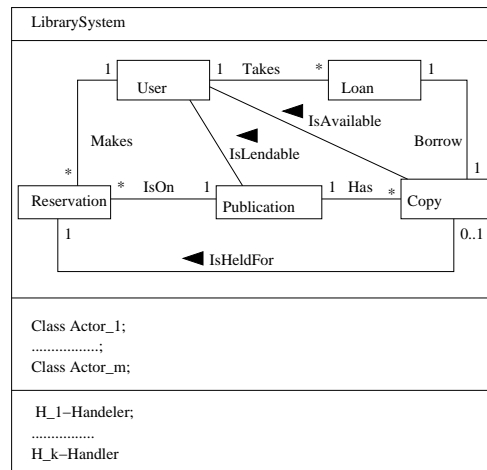 LibrarySystem
1 1 Takes * 1
User Loan
IsAvailable
Makes IsLendable Borrow
* * IsOn 1 1 Has * 1
Reservation Publication Copy
1 0..1
IsHeldFor
Class Actor_1;
.................;
Class Actor_m;
H_1–Handeler;
................
H_k–Handler